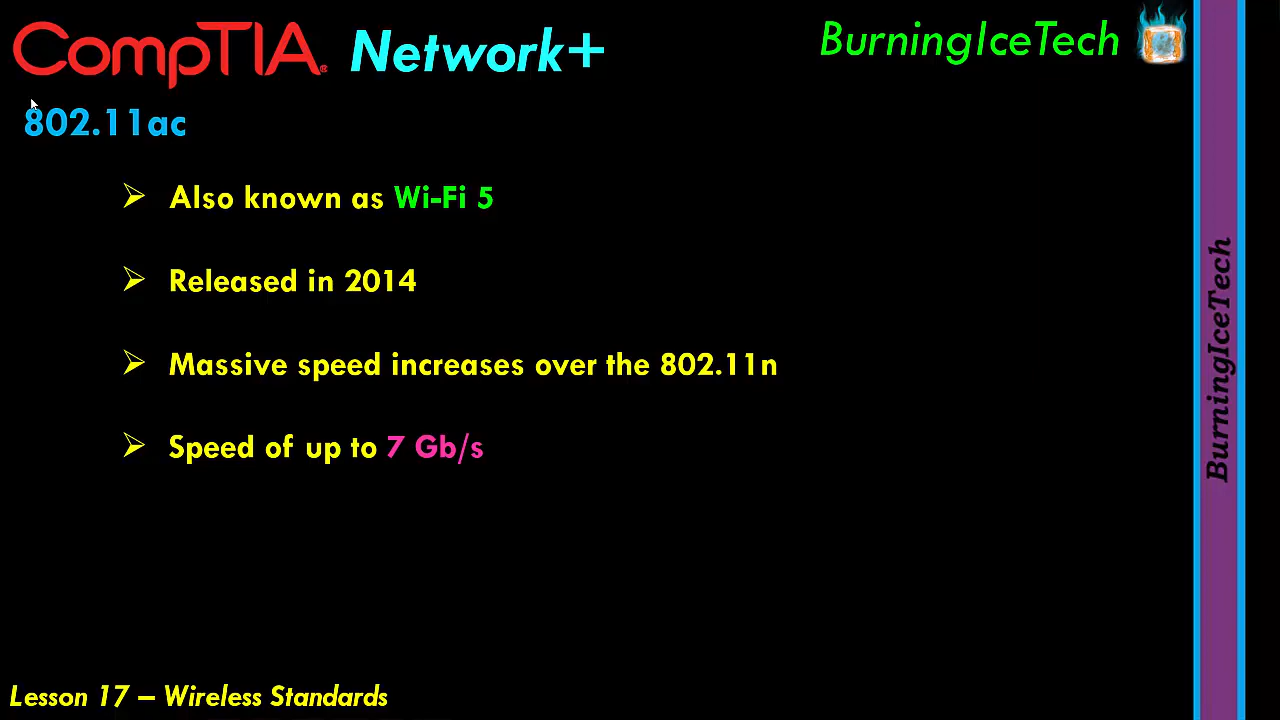 CompTIA® Network+
BurningIceTech
802.11ac
Also known as Wi-Fi 5
Released in 2014
Massive speed increases over the 802.11n
Speed of up to 7 Gb/s
BurningIceTech
Lesson 17 – Wireless Standards